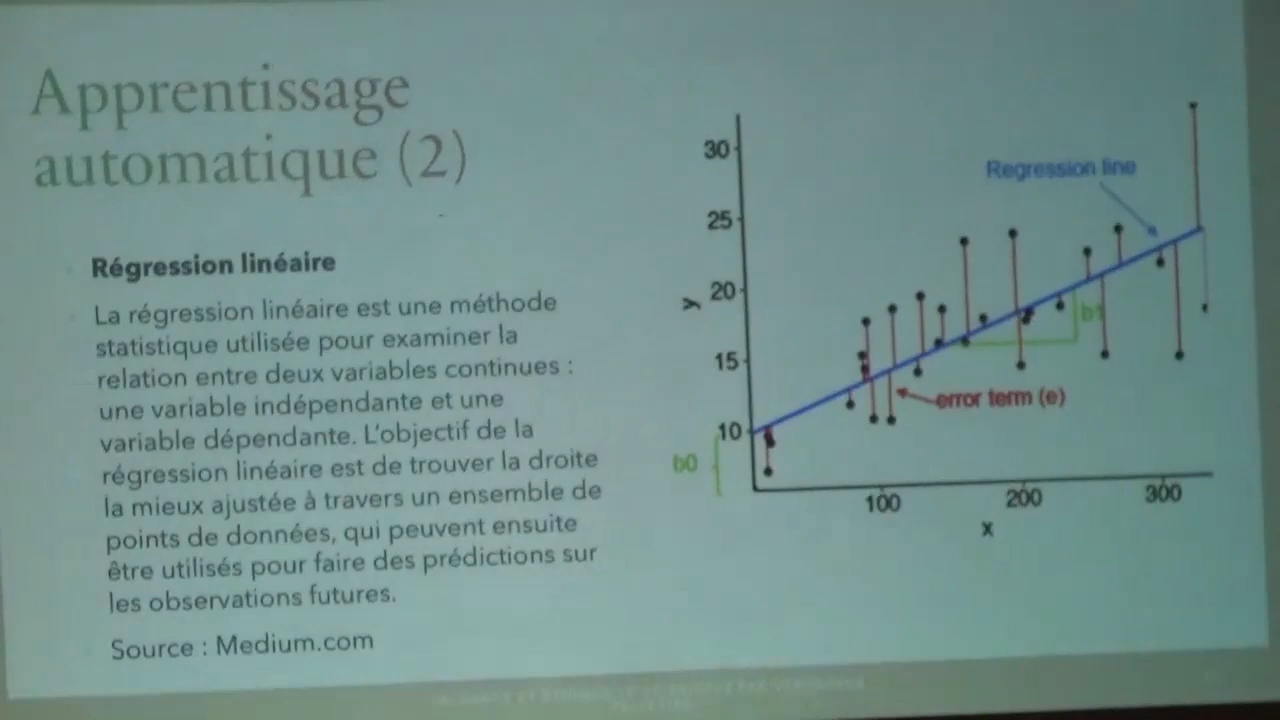 Apprentissage
automatique (2)
Régression linéaire
La régression linéaire est une méthode
statistique utilisée pour examiner la
relation entre deux variables continues :
une variable indépendante et une
variable dépendante. L'objectif de la
régression linéaire est de trouver la droite
la mieux ajustée à travers un ensemble de
points de données, qui peuvent ensuite
être utilisés pour faire des prédictions sur
les observations futures.
Source : Medium.com
30
25
20
15
10
y
Regression line
b1
error term (e)
b0
100
200
300
x